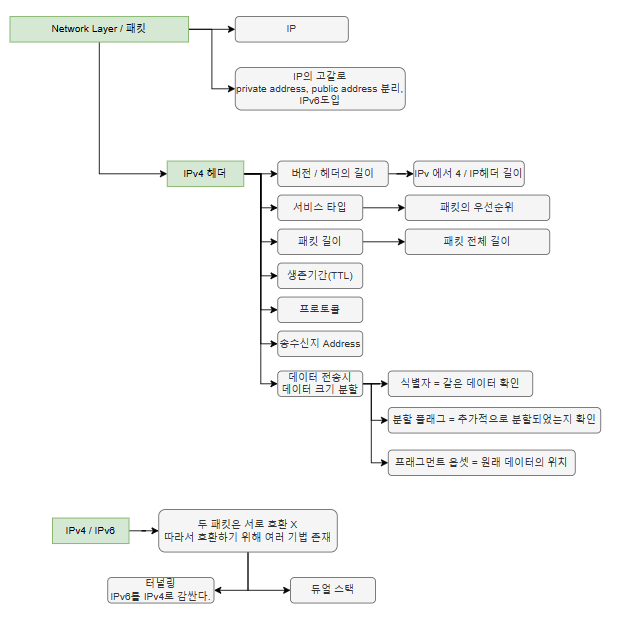 Network Layer / 패킷
IP
IP의 고갈로
private address, public address 분리,
IPv6도입
IPv4 헤더
버전 / 헤더의 길이
IPv 에서 4 / IP헤더 길이
서비스 타입
패킷의 우선순위
패킷 길이
패킷 전체 길이
생존기간(TTL)
프로토콜
송수신지 Address
데이터 전송시
데이터 크기 분할
식별자 = 같은 데이터 확인
분할 플래그 = 추가적으로 분할되었는지 확인
프래그먼트 옵셋 = 원래 데이터의 위치
IPv4 / IPv6
두 패킷은 서로 호환 X
따라서 호환하기 위해 여러 기법 존재
터널링
IPv6를 IPv4로 감싼다.
듀얼 스택